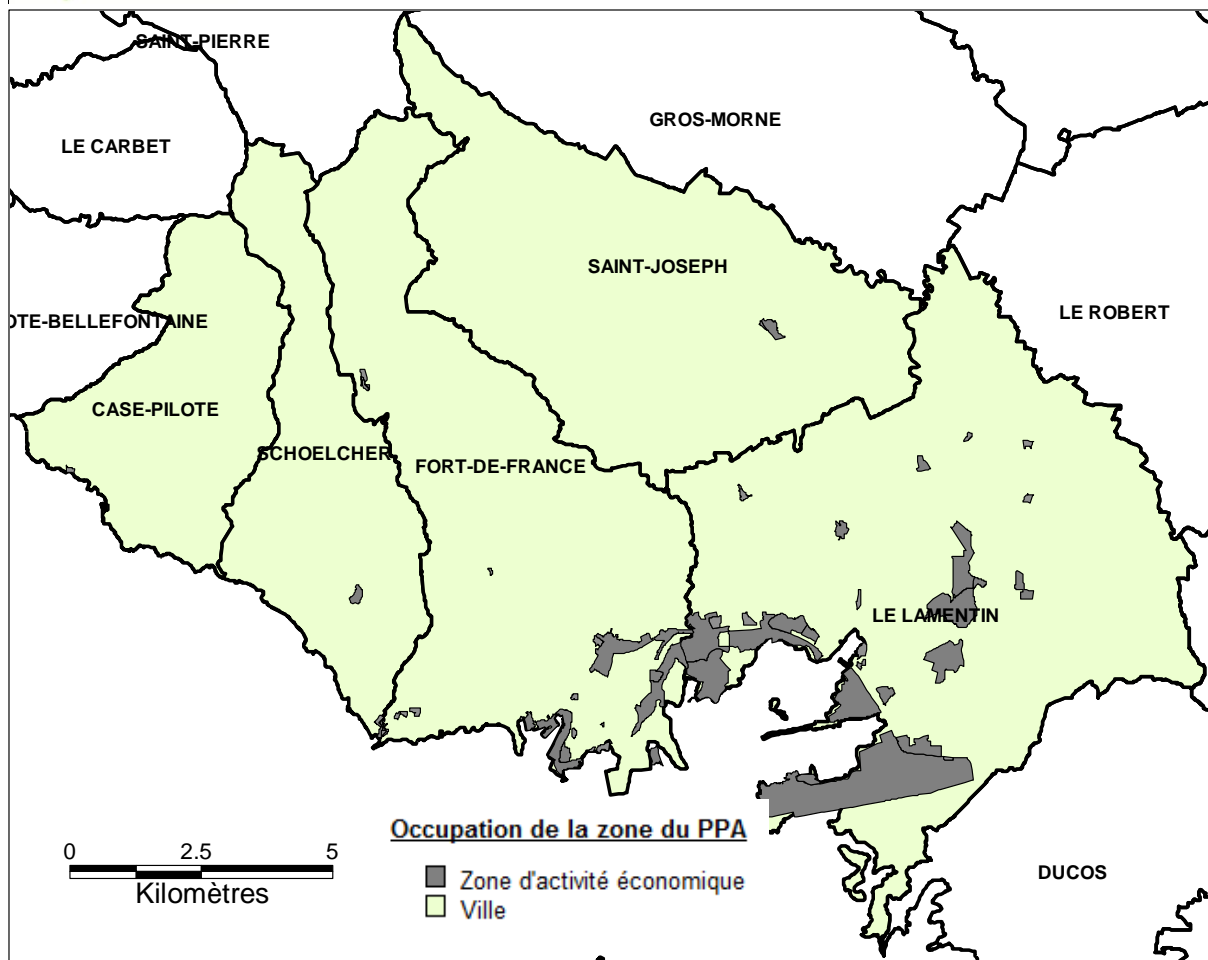 SAINT-PIERRE
GROS-MORNE
LE CARBET
SAINT-JOSEPH
LE ROBERT
OTE-BELLEFONTAINE
CASE-PILOTE
SCHOELCHER
FORT-DE-FRANCE
LE LAMENTIN
Occupation de la zone du PPA
0 2.5 5
Kilomètres
Zone d'activité économique
Ville
DUCOS